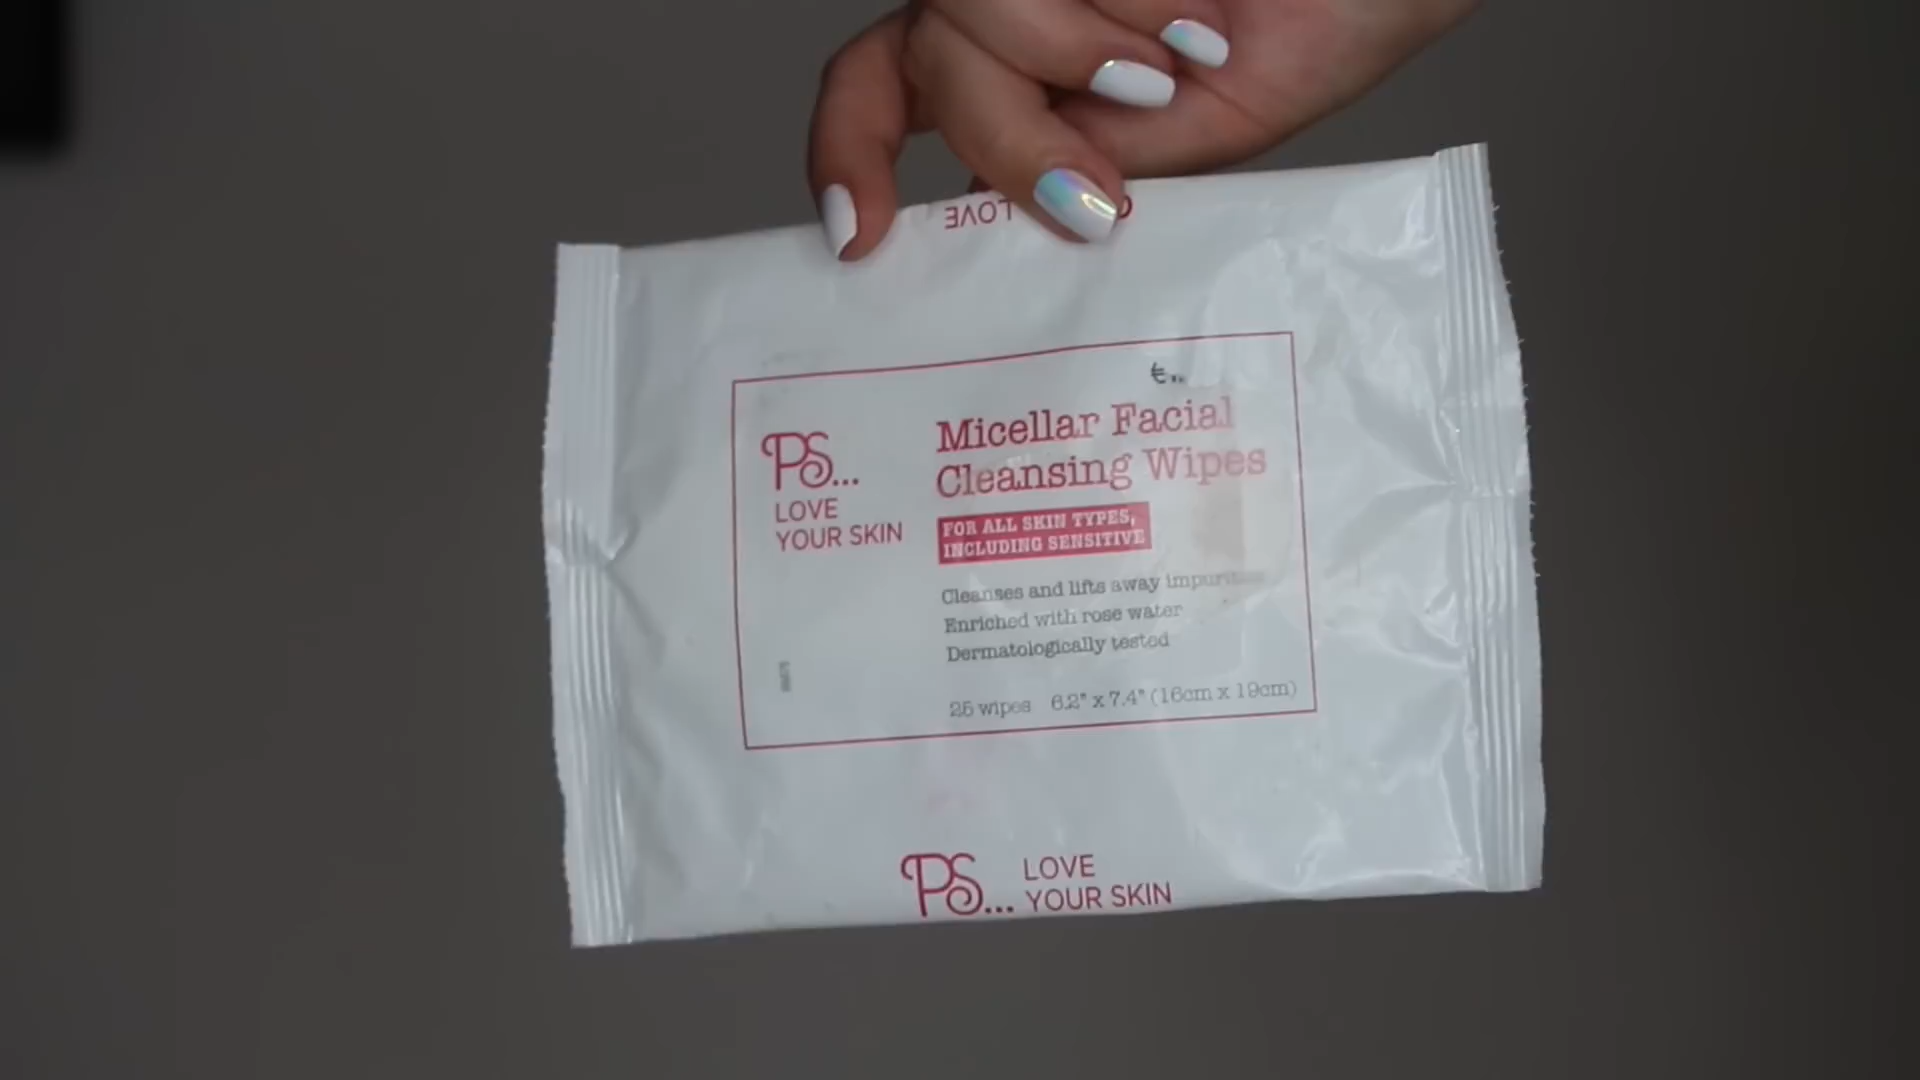 LOVE
PS...
LOVE
YOUR SKIN
Micellar Facial
Cleansing Wipes
FOR ALL SKIN TYPES,
INCLUDING SENSITIVE
Cleanses and lifts away
Enriched with rose water
Dermatologically tested
25 wipes 6.2" x 7.4" (16cm x 19cm)
PS... LOVE
YOUR SKIN